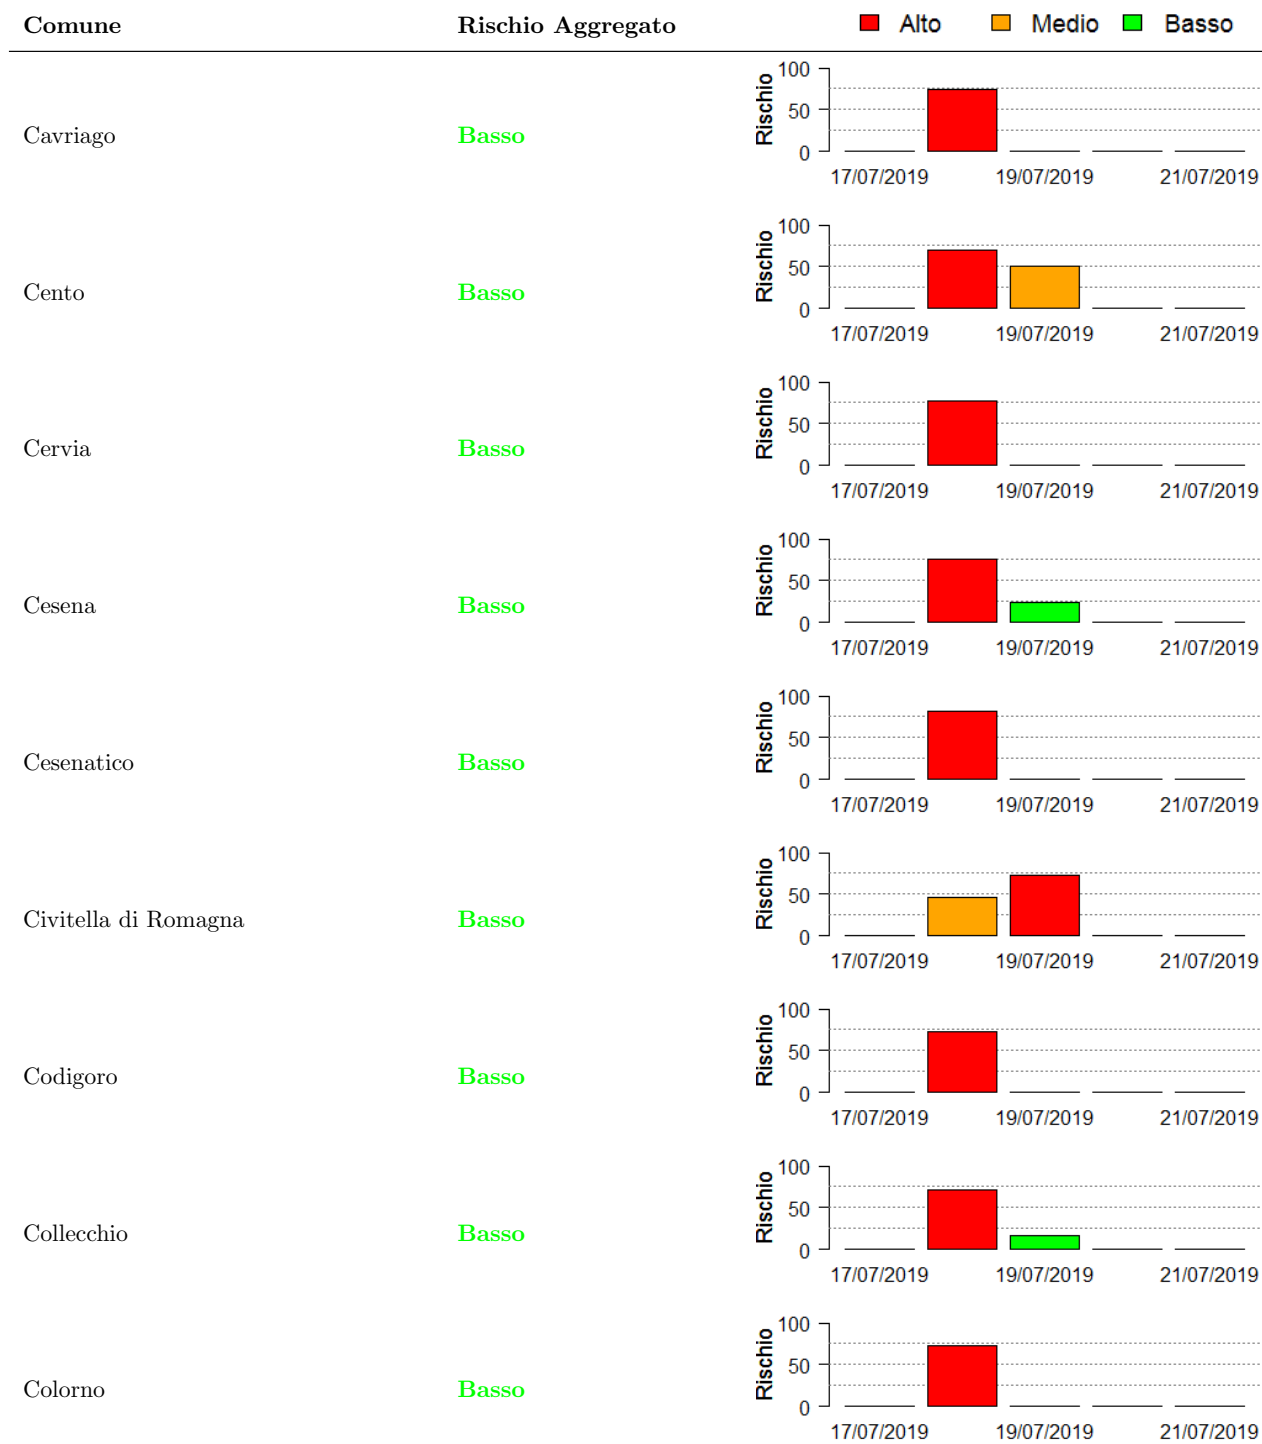 Comune Rischio Aggregato Alto Medio Basso
100
50
0
Rischio
Cavriago Basso
17/07/2019 19/07/2019 21/07/2019
100
50
0
Rischio
Cento Basso
17/07/2019 19/07/2019 21/07/2019
100
50
0
Rischio
Cervia Basso
17/07/2019 19/07/2019 21/07/2019
100
50
0
Rischio
Cesena Basso
17/07/2019 19/07/2019 21/07/2019
100
50
0
Rischio
Cesenatico Basso
17/07/2019 19/07/2019 21/07/2019
100
50
0
Rischio
Civitella di Romagna Basso
17/07/2019 19/07/2019 21/07/2019
100
50
0
Rischio
Codigoro Basso
17/07/2019 19/07/2019 21/07/2019
100
50
0
Rischio
Collecchio Basso
17/07/2019 19/07/2019 21/07/2019
100
50
0
Rischio
Colorno Basso
17/07/2019 19/07/2019 21/07/2019